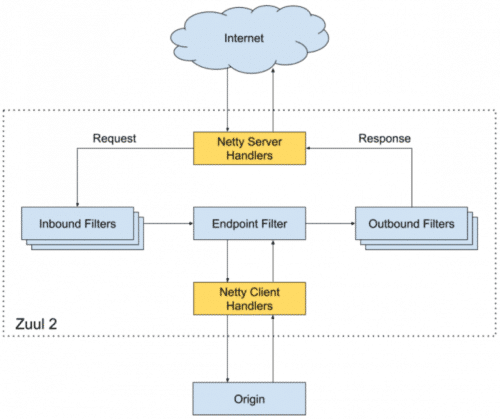 Internet
Request
Netty Server
Handlers
Response
Inbound Filters
Endpoint Filter
Outbound Filters
Netty Client
Handlers
Zuul 2
Origin